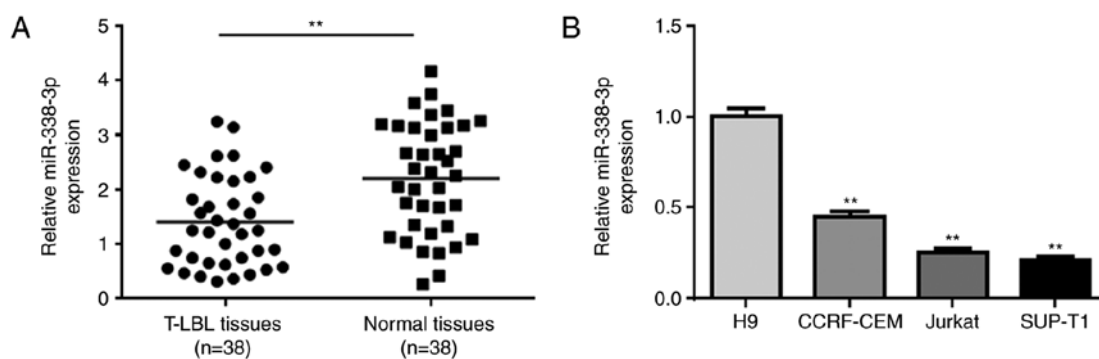 A
**
Relative miR-338-3p
expression
5
4
3
2
1
0
T-LBL tissues
(n=38)
Normal tissues
(n=38)
B
Relative miR-338-3p
expression
1.5
1.0
0.5
0.0
**
**
**
H9
CCRF-CEM
Jurkat
SUP-T1